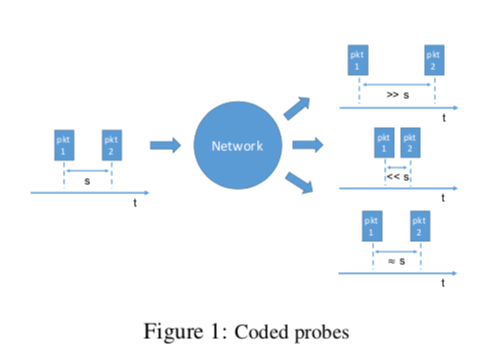 pkt
1
pkt
2
s
t
Network
pkt
1
pkt
2
>> s
t
pkt
1
pkt
2
<< s
t
pkt
1
pkt
2
≈ s
t
Figure 1: Coded probes